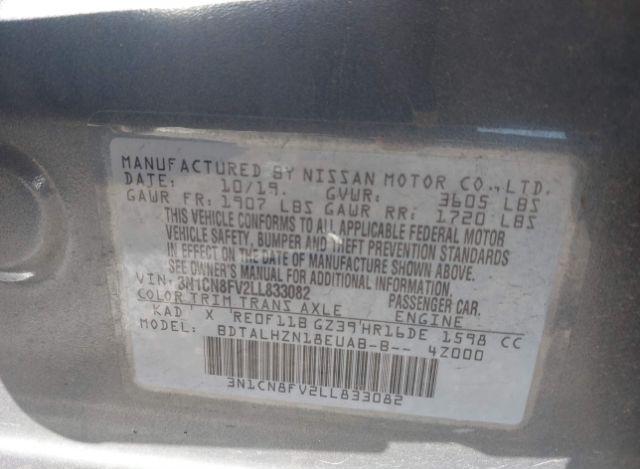 MANUFACTURED BY NISSAN MOTOR CO.,LTD.
DATE: 10/19. GVWR: 3605 LBS
GAWR FR: 1907 LBS GAWR RR: 1720 LBS
THIS VEHICLE CONFORMS TO ALL APPLICABLE FEDERAL MOTOR
VEHICLE SAFETY, BUMPER AND THEFT PREVENTION STANDARDS
IN EFFECT ON THE DATE OF MANUFACTURE SHOWN ABOVE.
SEE OWNER'S MANUAL FOR ADDITIONAL INFORMATION.
VIN: 3N1CN8FV2LL833082 PASSENGER CAR.
COLOR TRIM TRANS AXLE ENGINE
KAD X RE0F11B GZ39 HR16DE 1598 CC
BDTALHZN18EUAB-B-- 4Z000
3N1CN8FV2LL833082